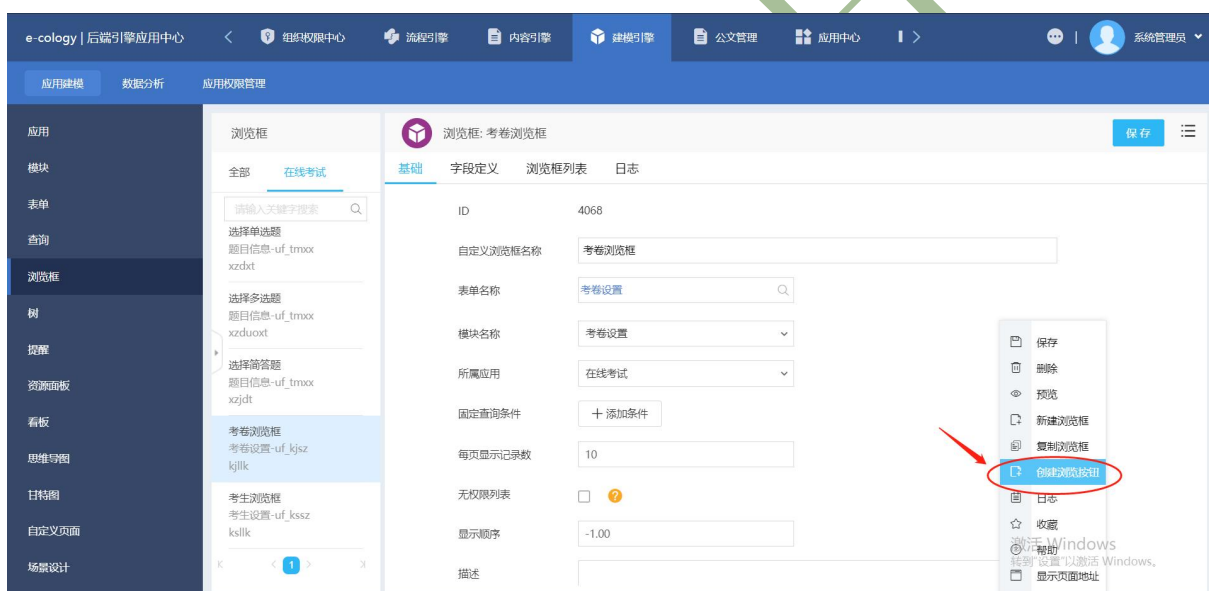 e-cology | 后端引擎应用中心
组织权限中心
流程引擎
内容引擎
建模引擎
公文管理
应用中心
系统管理员
应用建模
数据分析
应用权限管理
应用
模块
表单
查询
浏览框
树
提醒
资源面板
看板
思维导图
甘特图
自定义页面
场景设计
浏览框
全部
在线考试
请输入关键字搜索
选择单选题
题目信息-uf_tmxx
xzdxt
选择多选题
题目信息-uf_tmxx
xzduoxt
选择简答题
题目信息-uf_tmxx
xzjdt
考卷浏览框
考卷设置-uf_kjsz
kjllk
考生浏览框
考生设置-uf_kssz
ksllk
1
浏览框: 考卷浏览框
保存
基础
字段定义
浏览框列表
日志
ID
4068
自定义浏览框名称
考卷浏览框
表单名称
考卷设置
模块名称
考卷设置
所属应用
在线考试
固定查询条件
添加条件
每页显示记录数
10
无权限列表
显示顺序
-1.00
描述
保存
删除
预览
新建浏览框
复制浏览框
创建浏览按钮
日志
收藏
帮助
显示页面地址
激活 Windows
转到"设置"以激活 Windows。